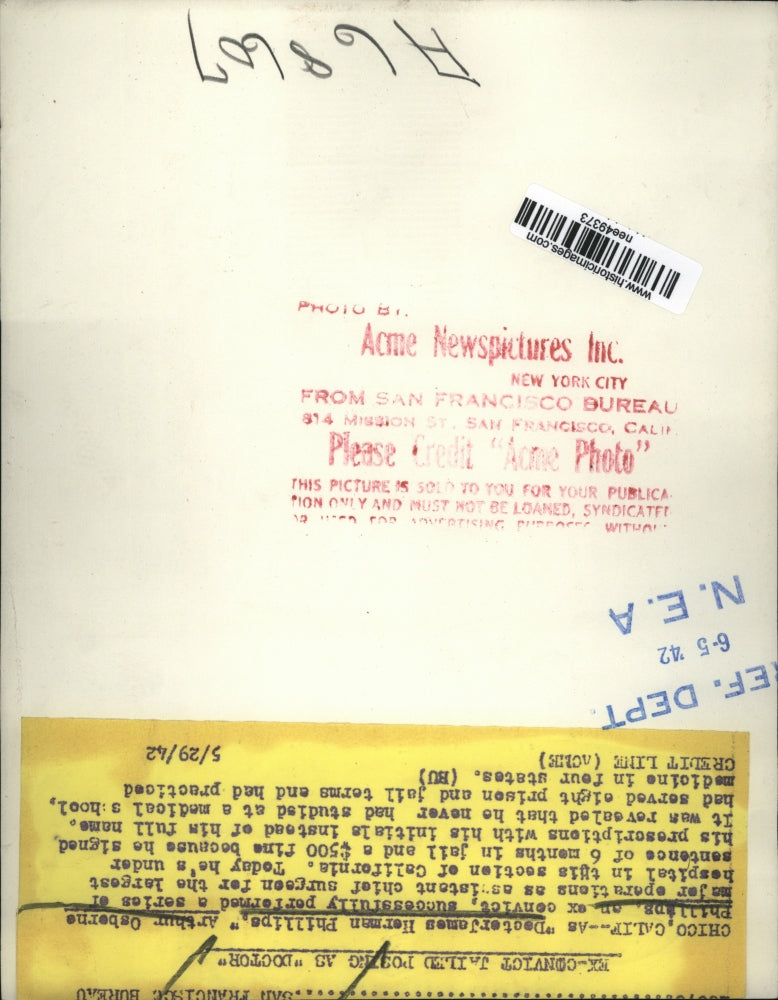 A68607
www.historicimages.com
nee49373
PHOTO BY.
Acme Newspictures Inc.
NEW YORK CITY
FROM SAN FRANCISCO BUREAU
814 MISSION ST. SAN FRANCISCO, CALIF.
Please Credit "Acme Photo"
THIS PICTURE IS SOLD TO YOU FOR YOUR PUBLICA-
TION ONLY AND MUST NOT BE LOANED, SYNDICATED
OR USED FOR ADVERTISING PURPOSES WITHOUT
REF. DEPT.
6-5 42
N.E.A
SAN FRANCISCO BUREAU
EX-CONVICT JAILED POSING AS "DOCTOR"
CHICO, CALIF--As "DoctorJames Herman Phillips," Arthur Osborne
Phillips an ex convict, successfully performed a series of
major operations as assistant chief surgeon for the largest
hospital in this section of California. Today he's under
sentence of 6 months in jail and a $500 fine because he signed
his prescriptions with his initials instead of his full name.
It was revealed that he never had studied at a medical school,
had served eight prison and jail terms and had practiced
medicine in four states. (BU)
CREDIT LINE (ACME) 5/29/42